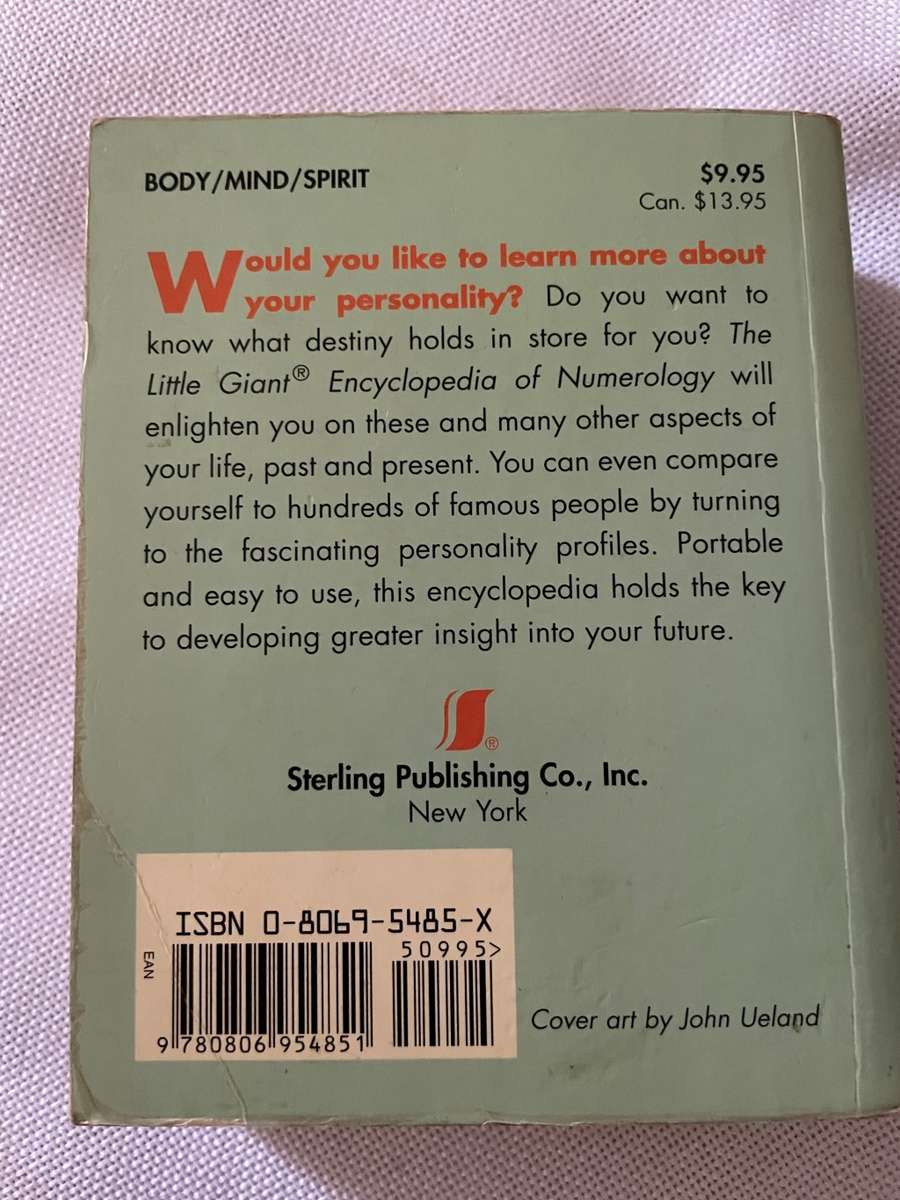 BODY/MIND/SPIRIT
$9.95
Can. $13.95
Would you like to learn more about
your personality? Do you want to
know what destiny holds in store for you? The
Little Giant® Encyclopedia of Numerology will
enlighten you on these and many other aspects of
your life, past and present. You can even compare
yourself to hundreds of famous people by turning
to the fascinating personality profiles. Portable
and easy to use, this encyclopedia holds the key
to developing greater insight into your future.
®
Sterling Publishing Co., Inc.
New York
ISBN 0-8069-5485-X
50995>
EAN
9 780806 954851
Cover art by John Ueland